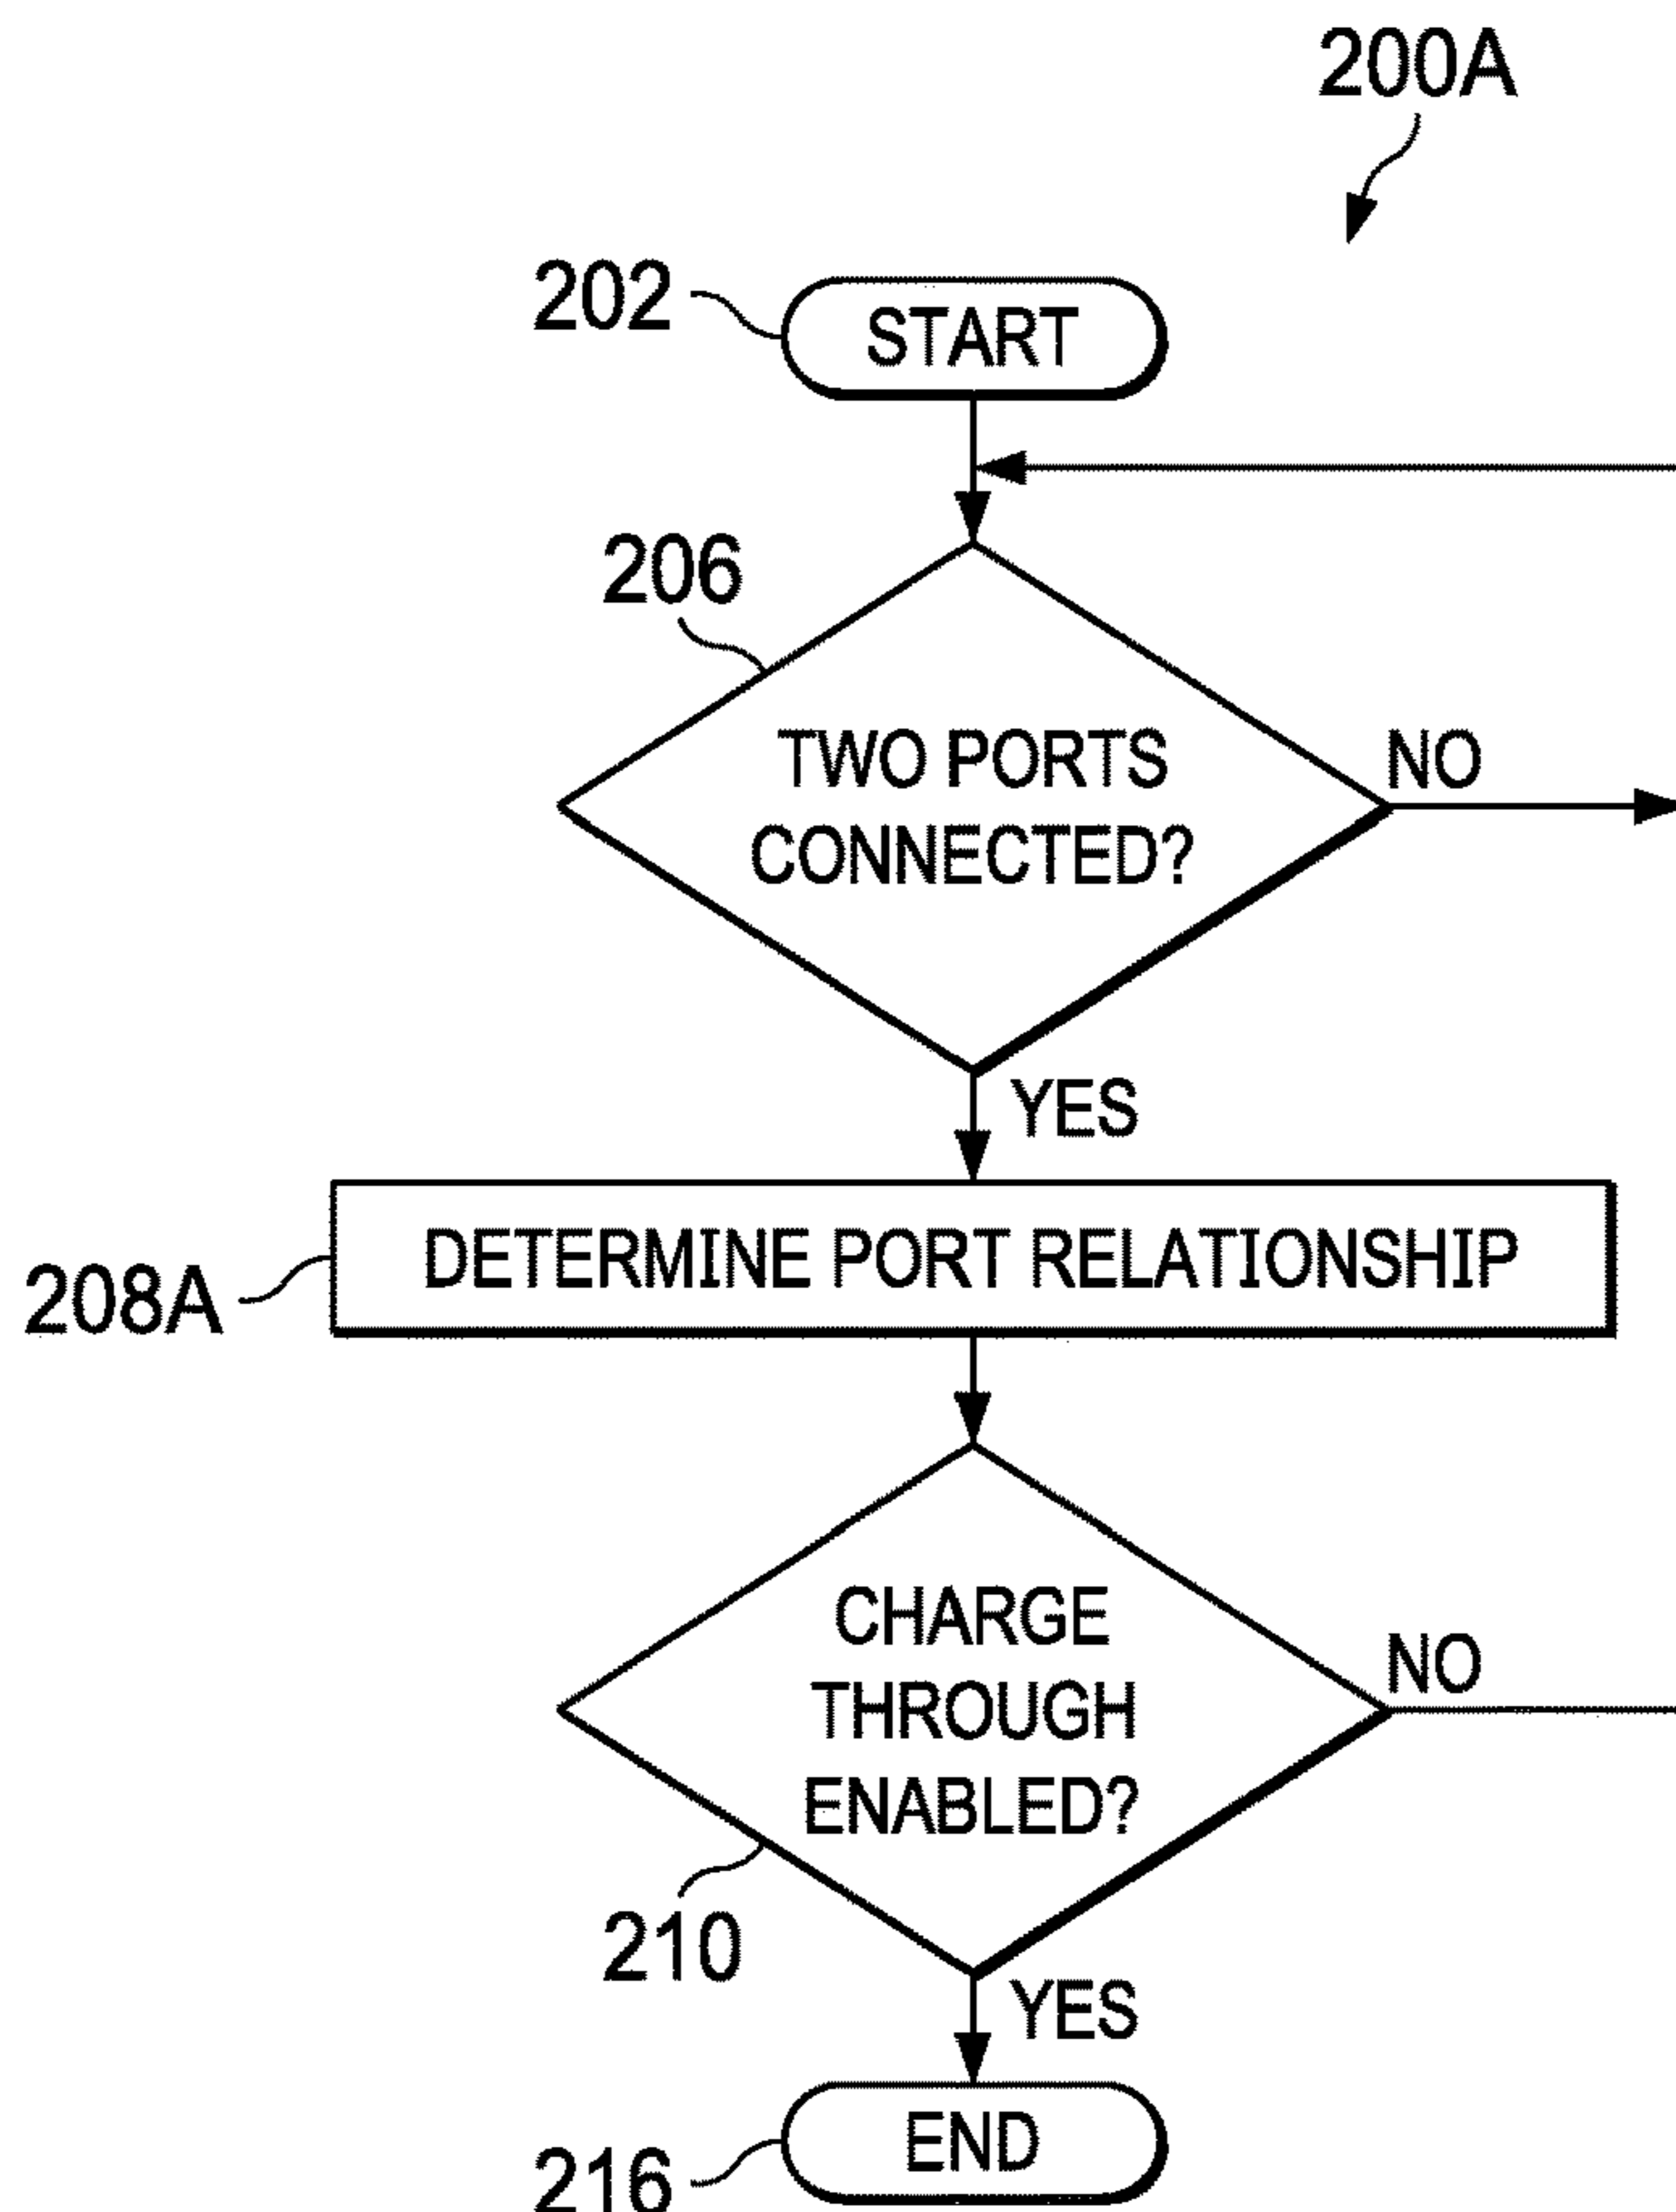 200A
202
START
206
TWO PORTS
CONNECTED?
NO
YES
208A
DETERMINE PORT RELATIONSHIP
CHARGE
THROUGH
ENABLED?
NO
210
YES
END
216